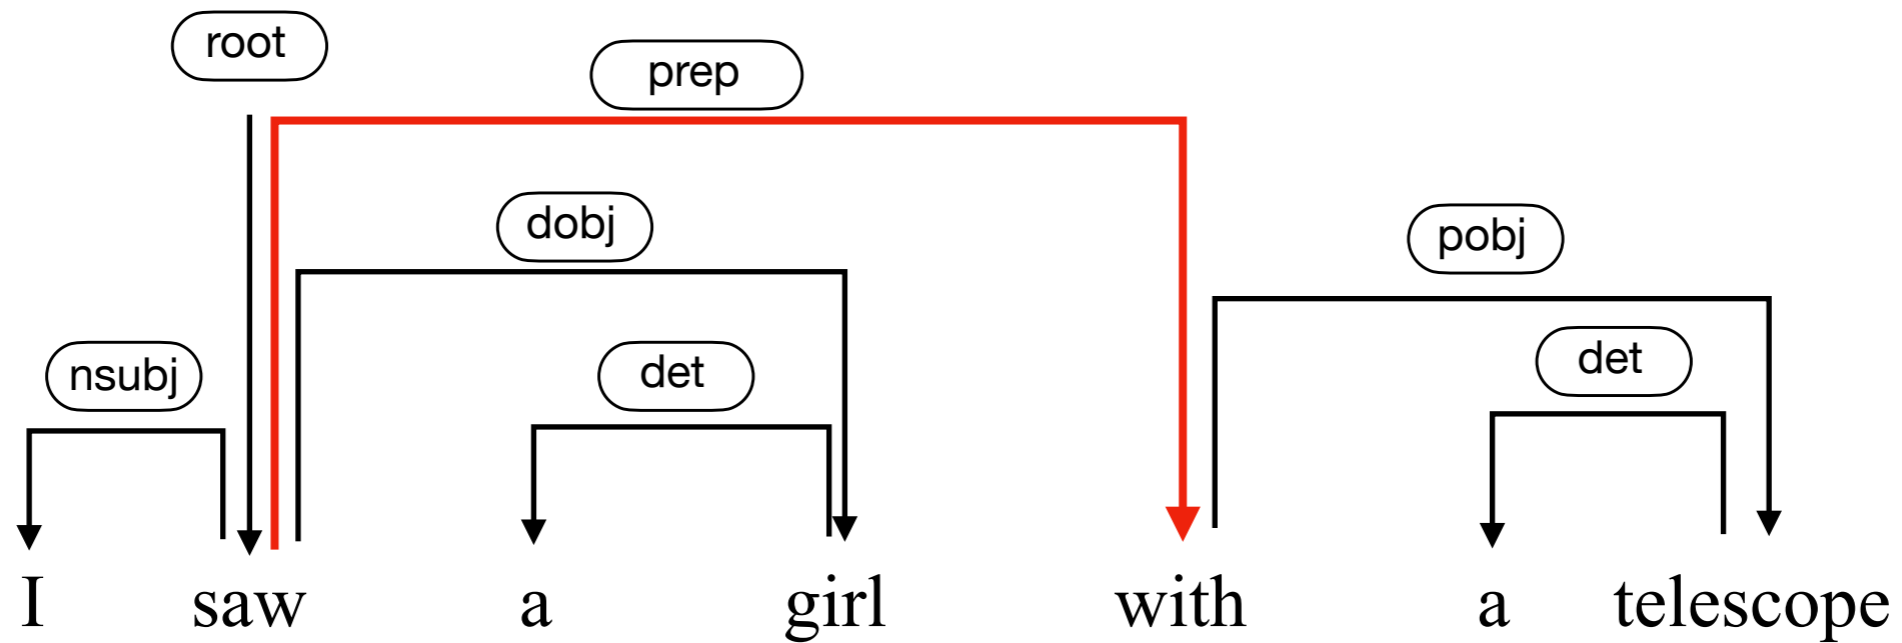 root
prep
dobj
pobj
nsubj
det
det
I saw a girl with a telescope